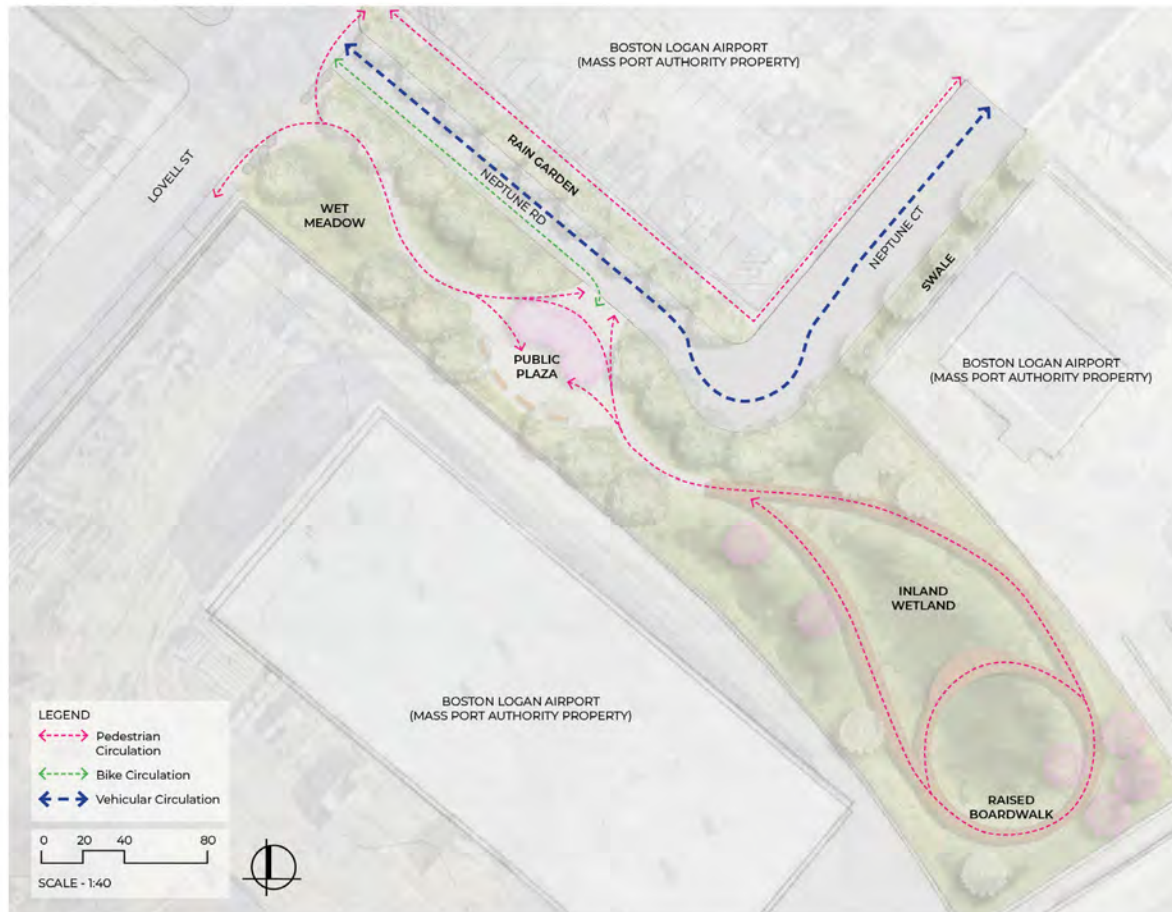 BOSTON LOGAN AIRPORT
(MASS PORT AUTHORITY PROPERTY)
LOVELL ST
RAIN GARDEN
NEPTUNE RD
WET
MEADOW
NEPTUNE CT
SWALE
PUBLIC
PLAZA
BOSTON LOGAN AIRPORT
(MASS PORT AUTHORITY PROPERTY)
INLAND
WETLAND
BOSTON LOGAN AIRPORT
(MASS PORT AUTHORITY PROPERTY)
RAISED
BOARDWALK
LEGEND
Pedestrian
Circulation
Bike Circulation
Vehicular Circulation
0 20 40 80
SCALE - 1:40